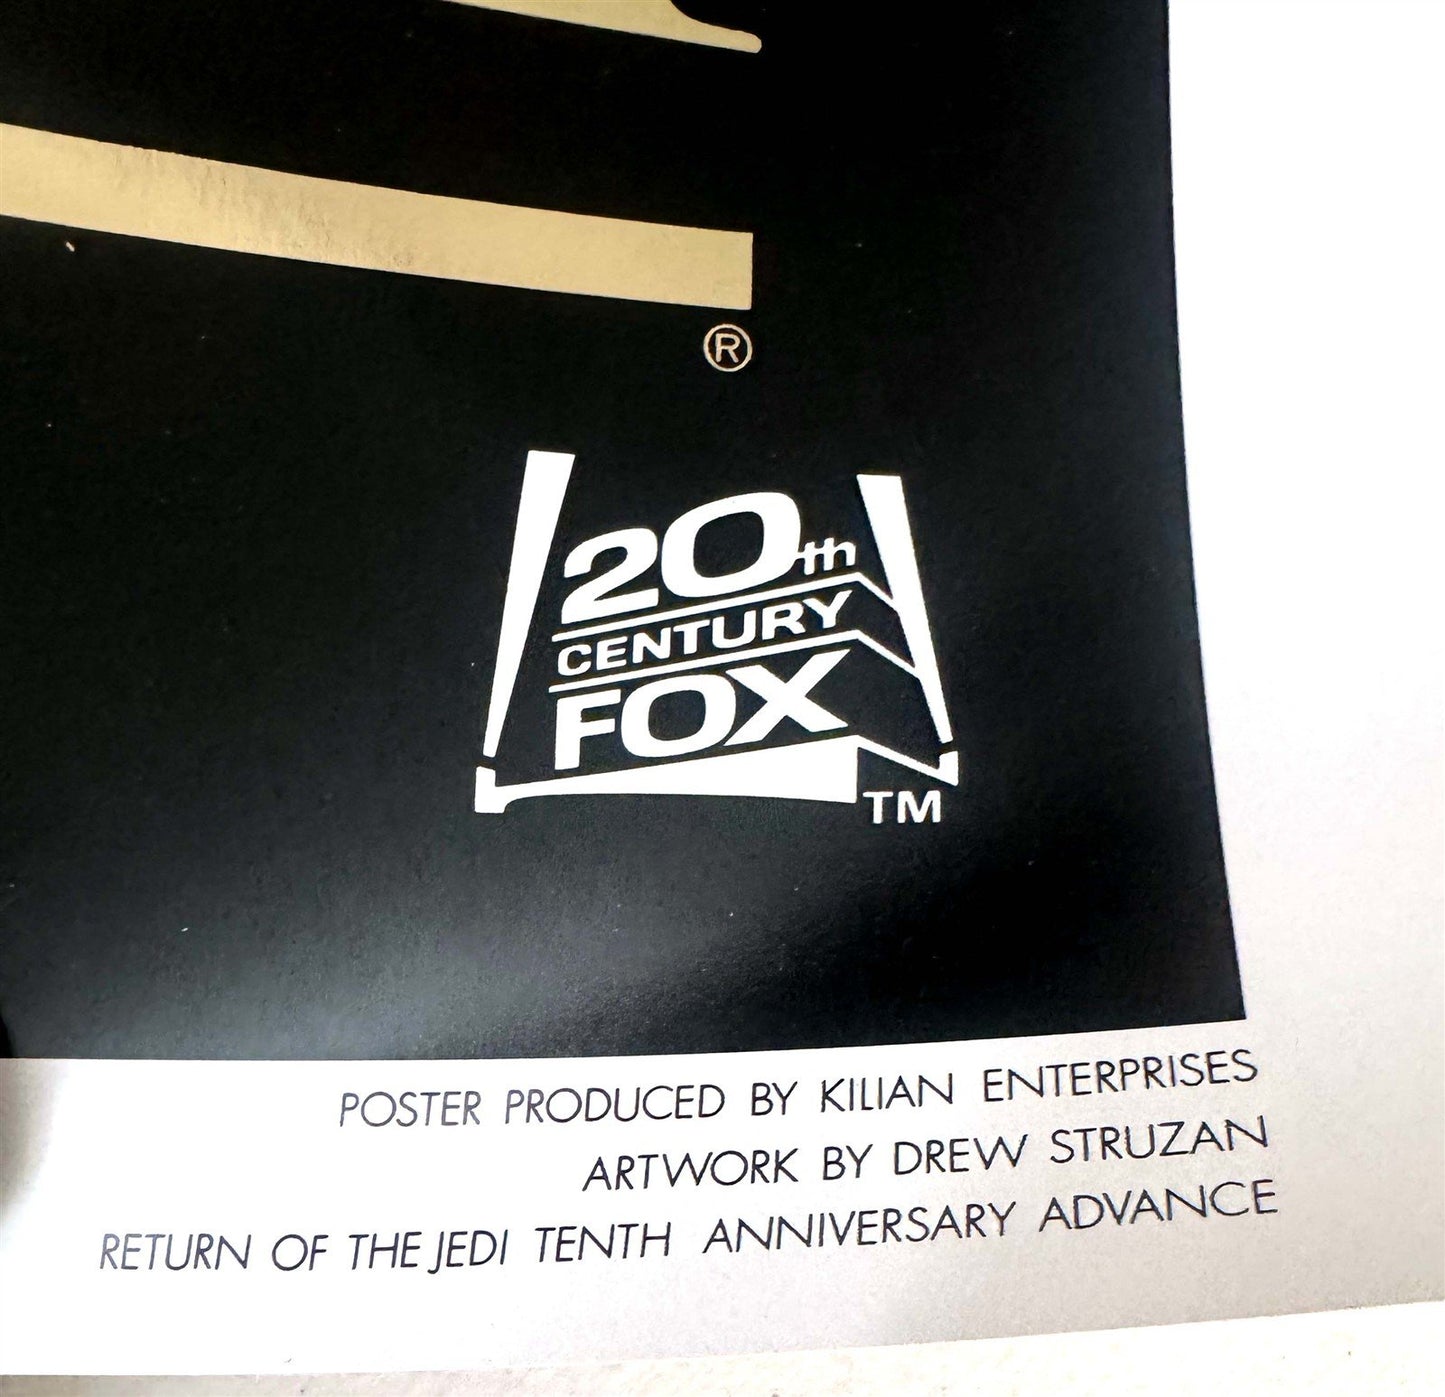 ®
20th
CENTURY
FOX
TM
POSTER PRODUCED BY KILIAN ENTERPRISES
ARTWORK BY DREW STRUZAN
RETURN OF THE JEDI TENTH ANNIVERSARY ADVANCE